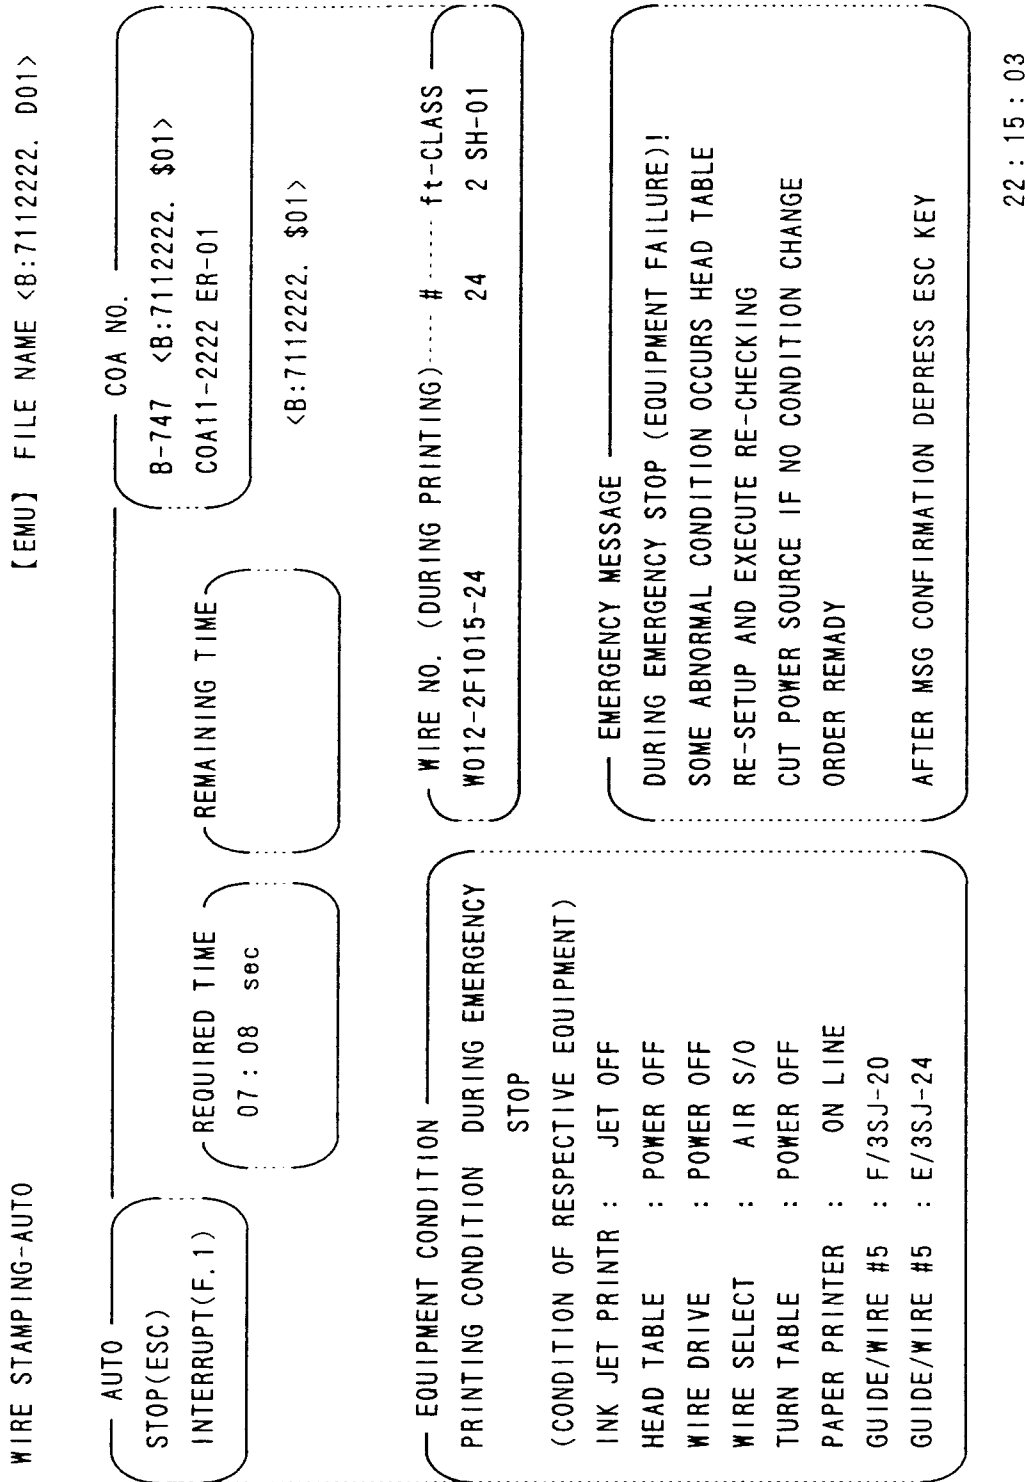 WIRE STAMPING-AUTO
[EMU] FILE NAME <B:7112222. D01>
AUTO
STOP(ESC)
INTERRUPT(F.1)
REQUIRED TIME
07:08 sec
REMAINING TIME
COA NO.
B-747 <B:7112222. $01>
COA11-2222 ER-01
<B:7112222. $01>
WIRE NO. (DURING PRINTING)----- # ------ ft-CLASS
W012-2F1015-24 24 2 SH-01
EQUIPMENT CONDITION
PRINTING CONDITION DURING EMERGENCY
STOP
(CONDITION OF RESPECTIVE EQUIPMENT)
INK JET PRINTR : JET OFF
HEAD TABLE : POWER OFF
WIRE DRIVE : POWER OFF
WIRE SELECT : AIR S/O
TURN TABLE : POWER OFF
PAPER PRINTER : ON LINE
GUIDE/WIRE #5 : F/3SJ-20
GUIDE/WIRE #5 : E/3SJ-24
EMERGENCY MESSAGE
DURING EMERGENCY STOP (EQUIPMENT FAILURE)!
SOME ABNORMAL CONDITION OCCURS HEAD TABLE
RE-SETUP AND EXECUTE RE-CHECKING
CUT POWER SOURCE IF NO CONDITION CHANGE
ORDER REMADY
AFTER MSG CONFIRMATION DEPRESS ESC KEY
22:15:03